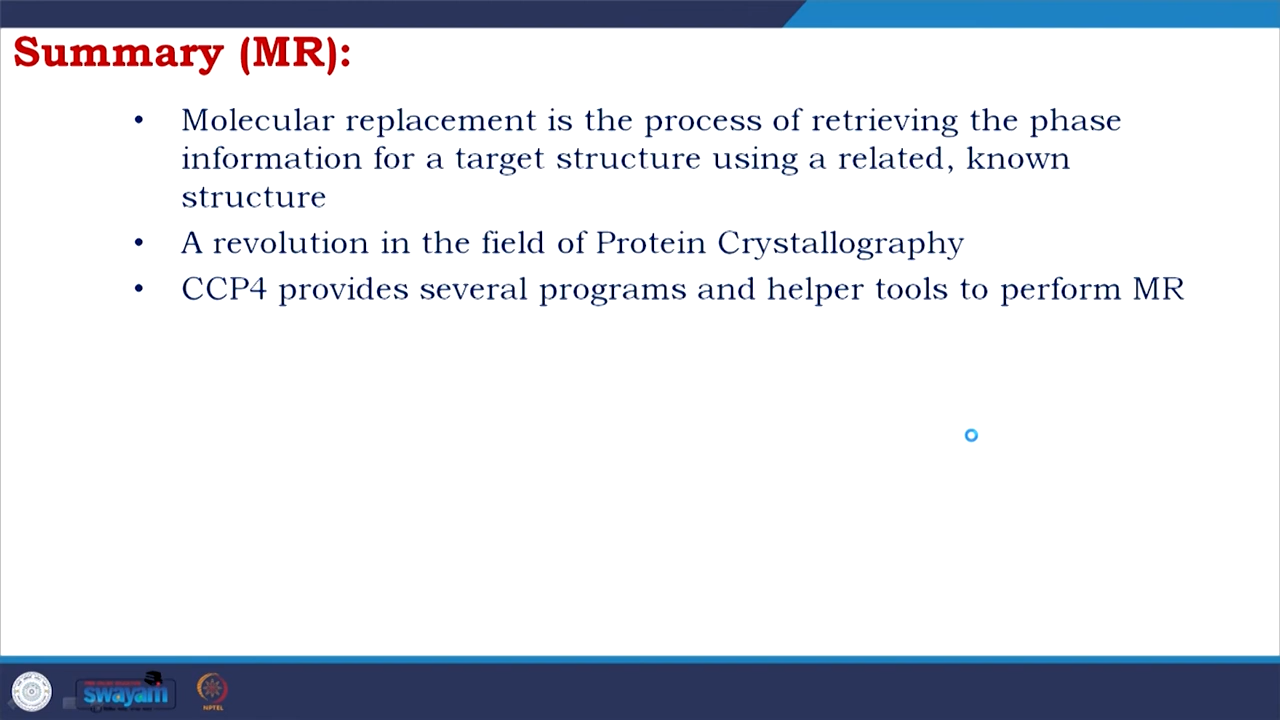 Summary (MR):
• Molecular replacement is the process of retrieving the phase
information for a target structure using a related, known
structure
• A revolution in the field of Protein Crystallography
• CCP4 provides several programs and helper tools to perform MR
swayam
NPTEL